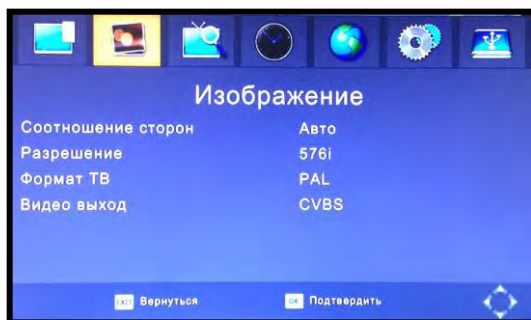 Изображение
Соотношение сторон Авто
Разрешение 576i
Формат ТВ PAL
Видео выход CVBS
EXIT Вернуться OK Подтвердить